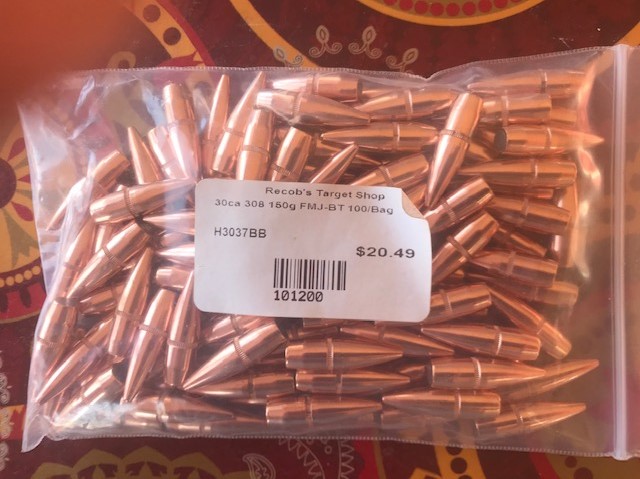 Recob's Target Shop
30ca 308 150g FMJ-BT 100/Bag
H3037BB
$20.49
101200